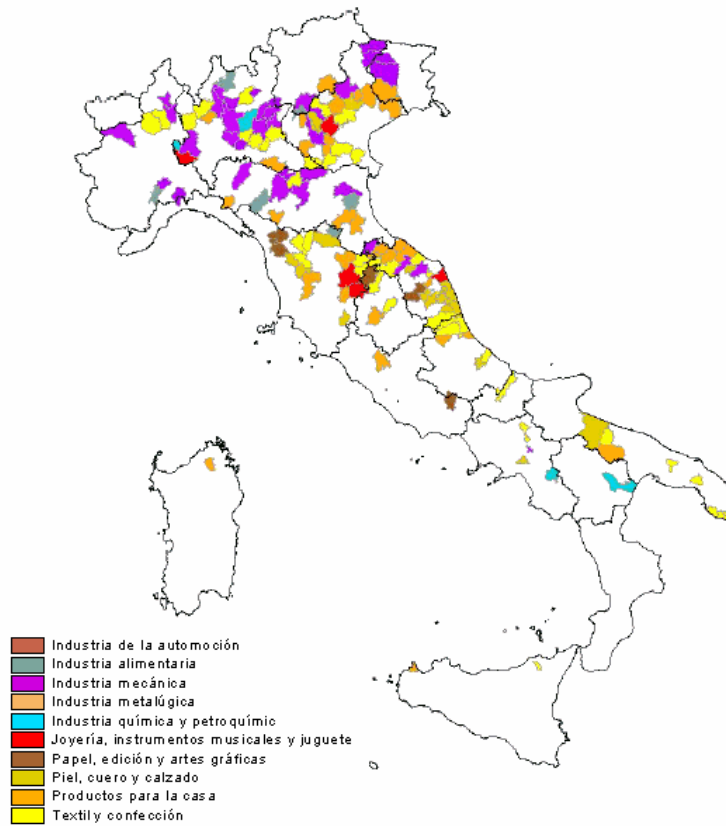 Industria de la automoción
Industria alimentaria
Industria mecánica
Industria metalúgica
Industria química y petroquímic
Joyería, instrumentos musicales y juguete
Papel, edición y artes gráficas
Piel, cuero y calzado
Productos para la casa
Textil y confección